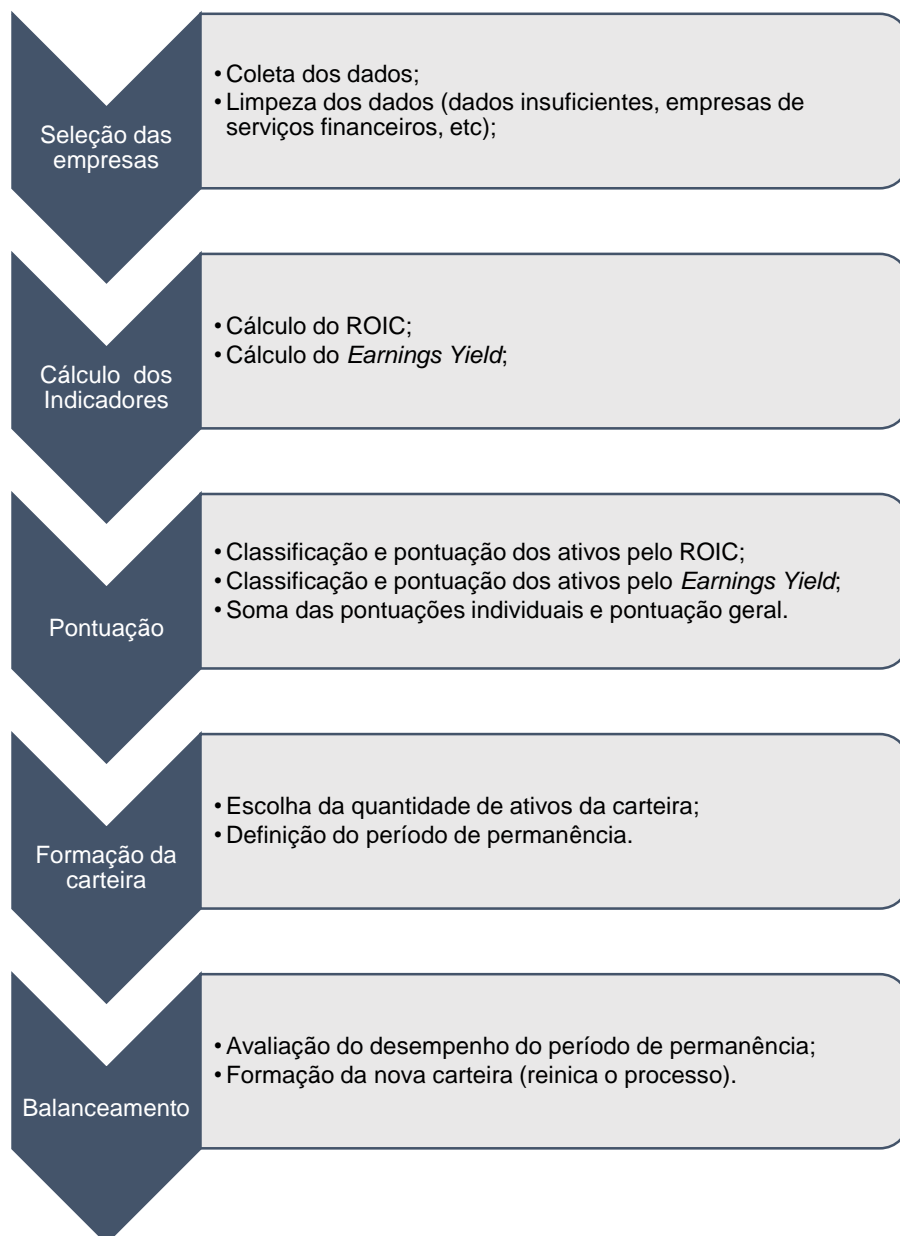 Seleção das
empresas
•Coleta dos dados;
•Limpeza dos dados (dados insuficientes, empresas de
serviços financeiros, etc);
Cálculo dos
Indicadores
•Cálculo do ROIC;
•Cálculo do Earnings Yield;
Pontuação
•Classificação e pontuação dos ativos pelo ROIC;
•Classificação e pontuação dos ativos pelo Earnings Yield;
•Soma das pontuações individuais e pontuação geral.
Formação da
carteira
•Escolha da quantidade de ativos da carteira;
•Definição do período de permanência.
Balanceamento
•Avaliação do desempenho do período de permanência;
•Formação da nova carteira (reinica o processo).